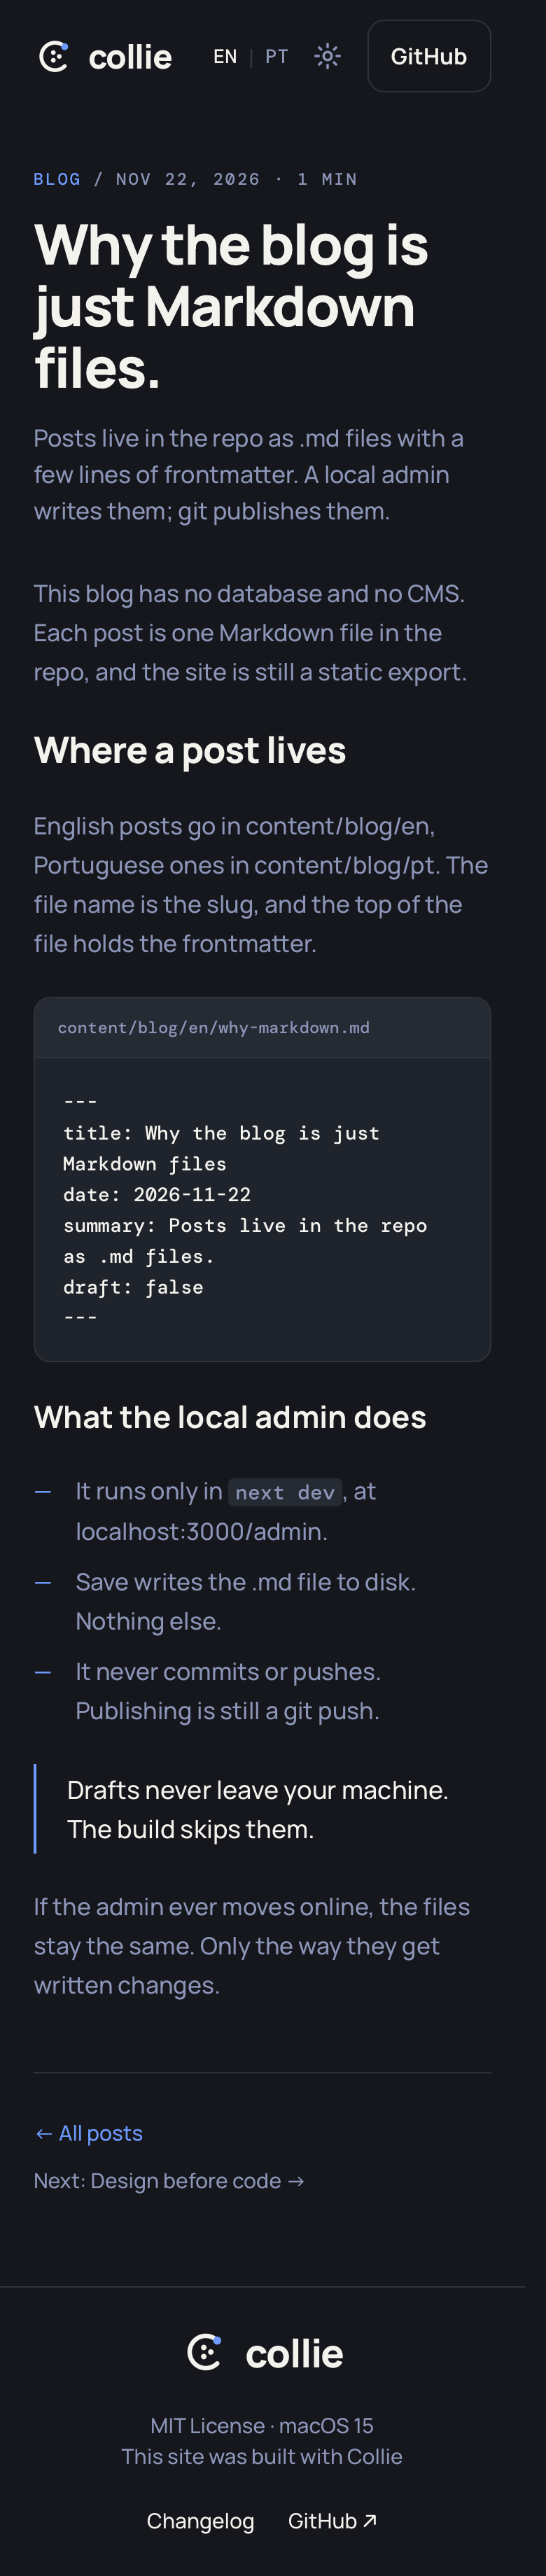 collie
EN | PT
GitHub
BLOG / NOV 22, 2026 · 1 MIN
Why the blog is
just Markdown
files.
Posts live in the repo as .md files with a
few lines of frontmatter. A local admin
writes them; git publishes them.
This blog has no database and no CMS.
Each post is one Markdown file in the
repo, and the site is still a static export.
Where a post lives
English posts go in content/blog/en,
Portuguese ones in content/blog/pt. The
file name is the slug, and the top of the
file holds the frontmatter.
content/blog/en/why-markdown.md
---
title: Why the blog is just
Markdown files
date: 2026-11-22
summary: Posts live in the repo
as .md files.
draft: false
---
What the local admin does
— It runs only in next dev, at
localhost:3000/admin.
— Save writes the .md file to disk.
Nothing else.
— It never commits or pushes.
Publishing is still a git push.
Drafts never leave your machine.
The build skips them.
If the admin ever moves online, the files
stay the same. Only the way they get
written changes.
← All posts
Next: Design before code →
collie
MIT License · macOS 15
This site was built with Collie
Changelog GitHub ↗